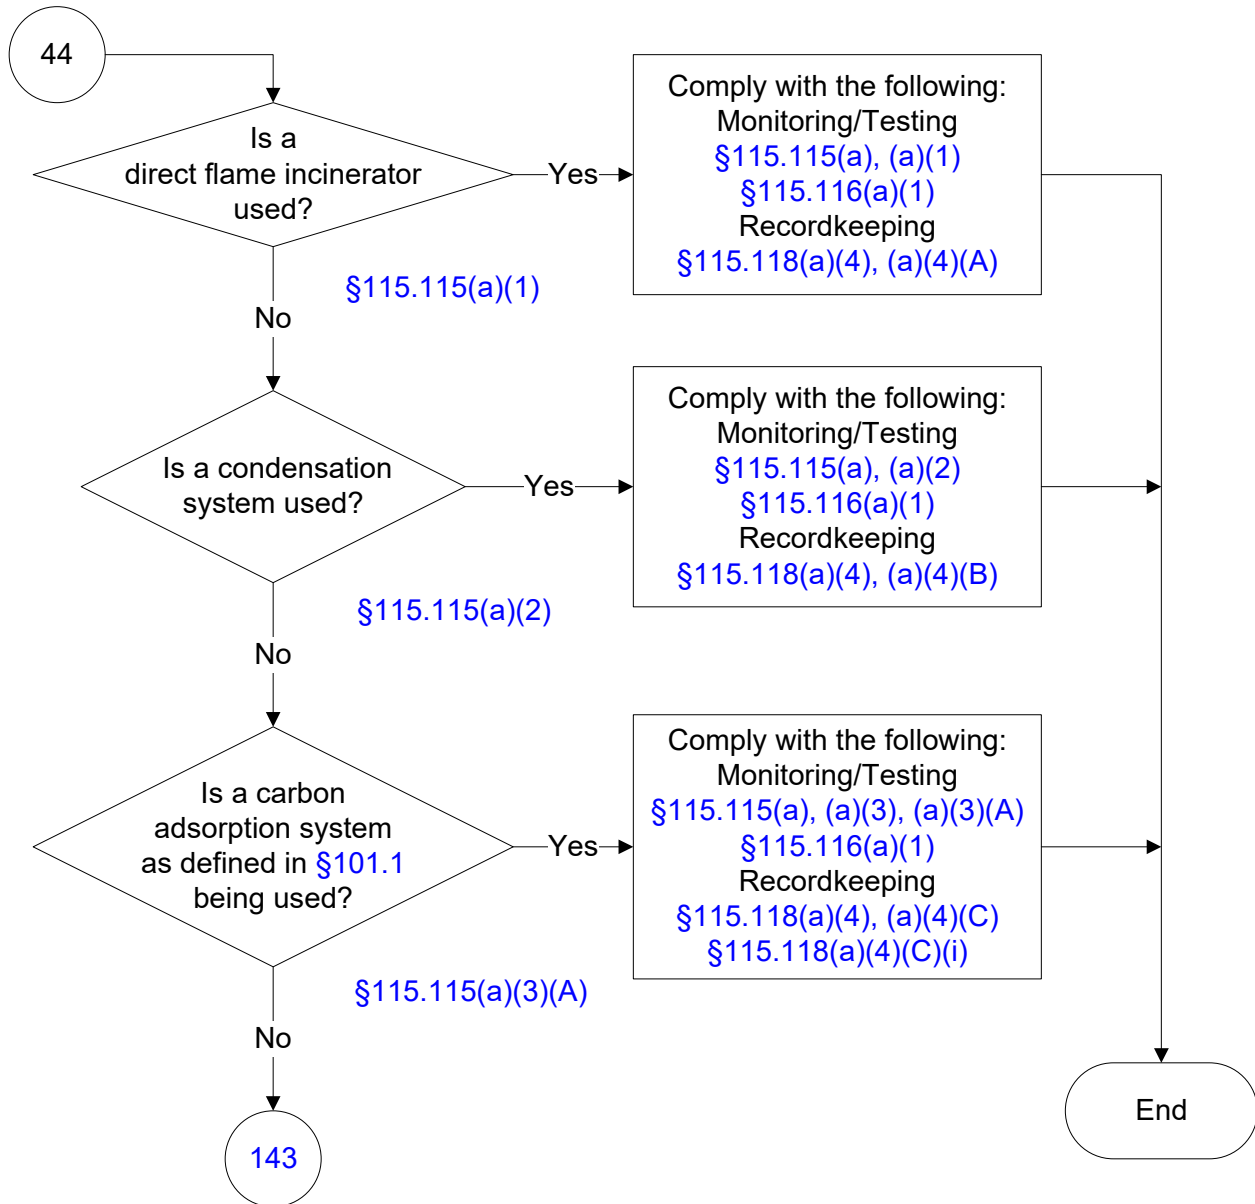 44
Is a
direct flame incinerator
used?
Yes
Comply with the following:
Monitoring/Testing
§115.115(a), (a)(1)
§115.116(a)(1)
Recordkeeping
§115.118(a)(4), (a)(4)(A)
§115.115(a)(1)
No
Is a condensation
system used?
Yes
Comply with the following:
Monitoring/Testing
§115.115(a), (a)(2)
§115.116(a)(1)
Recordkeeping
§115.118(a)(4), (a)(4)(B)
§115.115(a)(2)
No
Is a carbon
adsorption system
as defined in §101.1
being used?
Yes
Comply with the following:
Monitoring/Testing
§115.115(a), (a)(3), (a)(3)(A)
§115.116(a)(1)
Recordkeeping
§115.118(a)(4), (a)(4)(C)
§115.118(a)(4)(C)(i)
§115.115(a)(3)(A)
No
143
End